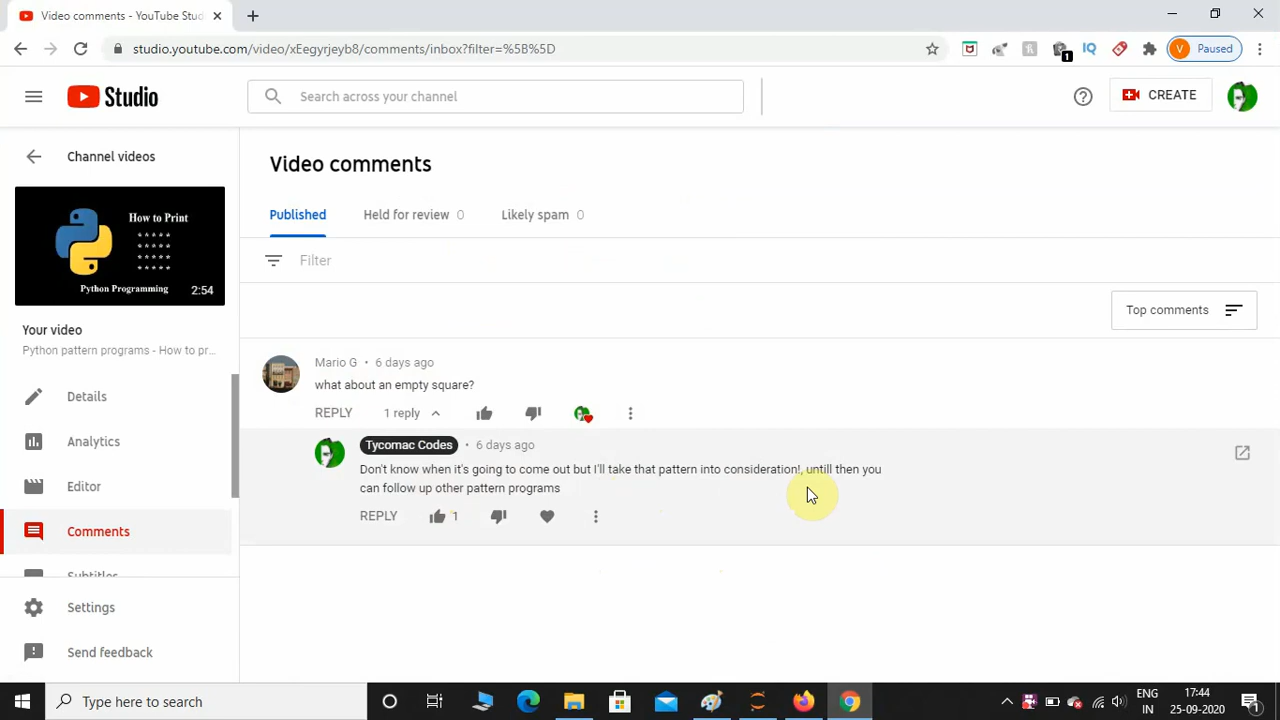 Video comments - YouTube Stud
studio.youtube.com/video/xEegyrjeyb8/comments/inbox?filter=%5B%5D
1
IQ
V Paused
Studio
Search across your channel
CREATE
Channel videos
How to Print
* * * * *
* * * * *
* * * * *
* * * * *
Python Programming
2:54
Your video
Python pattern programs - How to pr...
Details
Analytics
Editor
Comments
Subtitles
Settings
Send feedback
Video comments
Published
Held for review 0
Likely spam 0
Filter
Top comments
Mario G • 6 days ago
what about an empty square?
REPLY 1 reply
Tycomac Codes • 6 days ago
Don't know when it's going to come out but I'll take that pattern into consideration!, untill then you
can follow up other pattern programs
REPLY 1
Type here to search
ENG
IN
17:44
25-09-2020
1